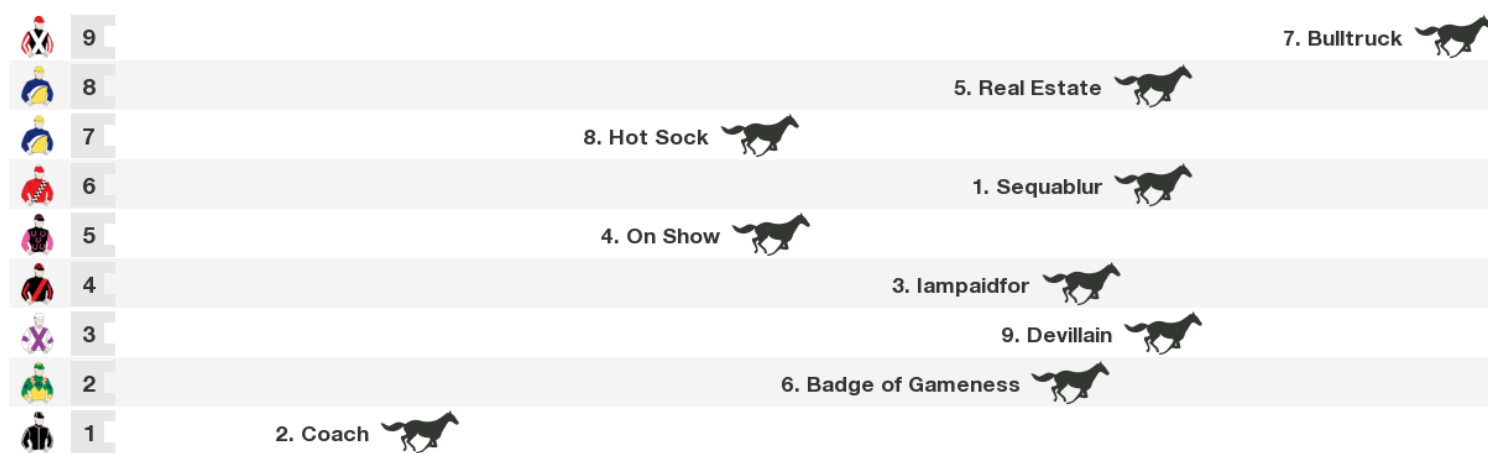 9 7. Bulltruck
8 5. Real Estate
7 8. Hot Sock
6 1. Sequablur
5 4. On Show
4 3. Iampaidfor
3 9. Devillain
2 6. Badge of Gameness
1 2. Coach